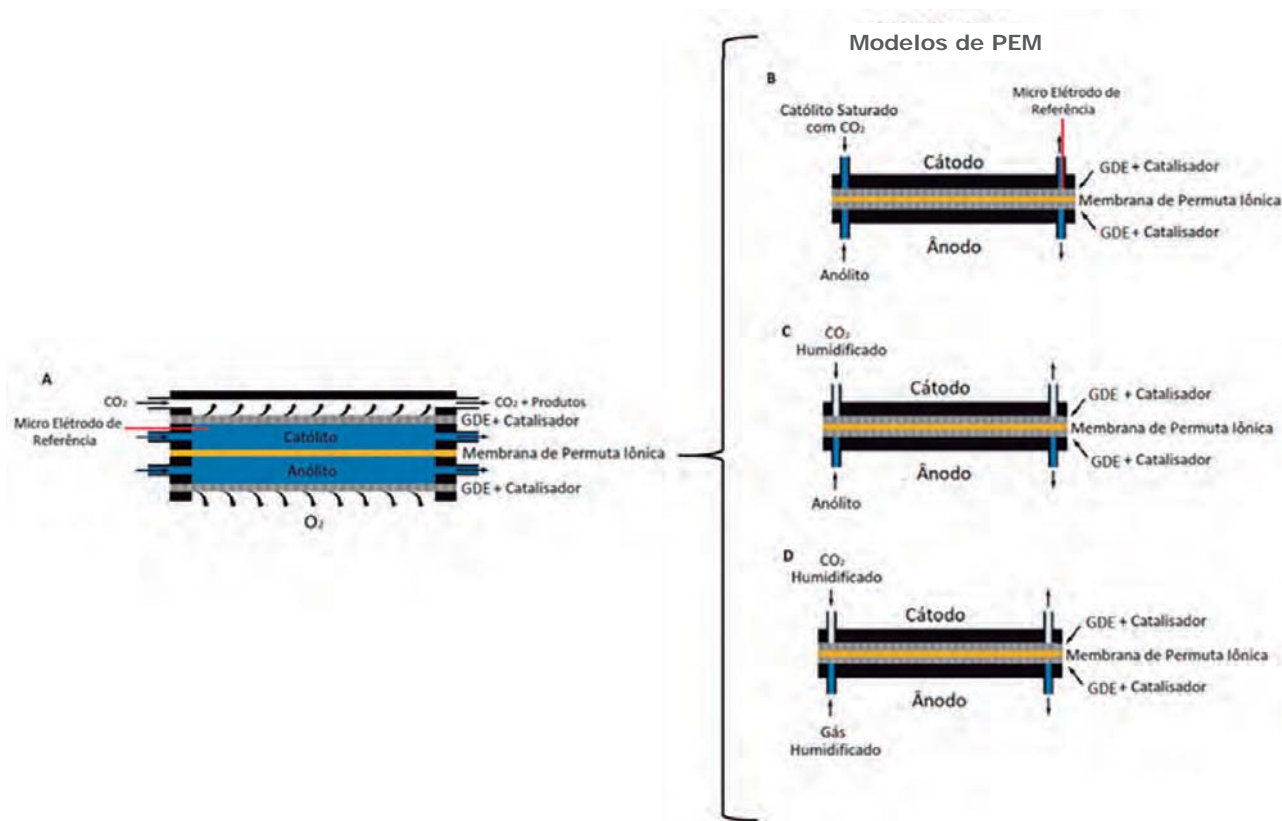 Modelos de PEM
A
CO₂
CO₂ + Produtos
GDE+ Catalisador
Micro Elétrodo de
Referência
Católito
Membrana de Permuta Iônica
Anólito
GDE + Catalisador
O₂
B
Católito Saturado
com CO₂
Micro Elétrodo de
Referência
Cátodo
GDE + Catalisador
Membrana de Permuta Iônica
GDE+ Catalisador
Ânodo
Anólito
C
CO₂
Humidificado
Cátodo
GDE + Catalisador
Membrana de Permuta Iônica
GDE + Catalisador
Ânodo
Anólito
D
CO₂
Humidificado
Cátodo
GDE + Catalisador
Membrana de Permuta Iônica
GDE + Catalisador
Ânodo
Gás
Humidificado